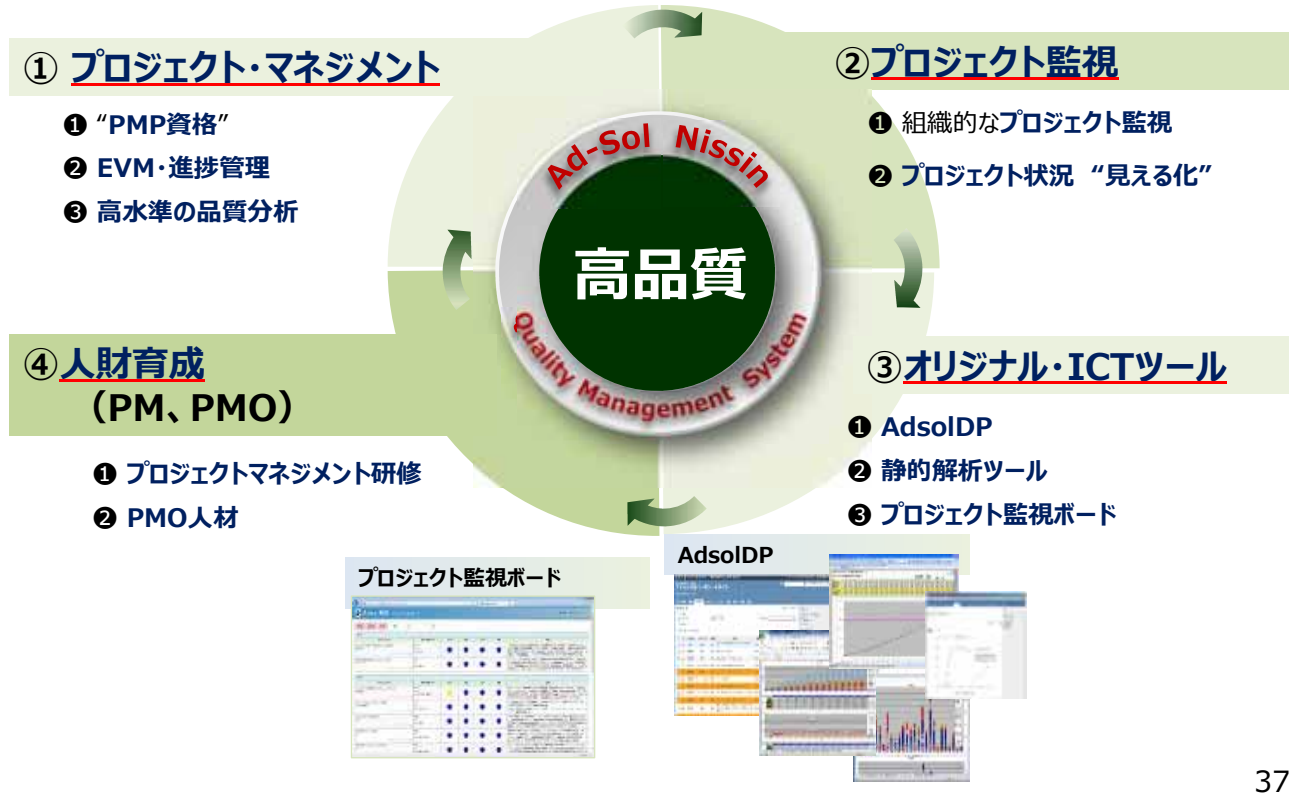 ① プロジェクト・マネジメント
❶ “PMP資格”
❷ EVM・進捗管理
❸ 高水準の品質分析
②プロジェクト監視
❶ 組織的なプロジェクト監視
❷ プロジェクト状況 “見える化”
Ad-Sol Nissin
高品質
Quality Management System
④人財育成
（PM、PMO）
❶ プロジェクトマネジメント研修
❷ PMO人材
③オリジナル・ICTツール
❶ AdsolDP
❷ 静的解析ツール
❸ プロジェクト監視ボード
プロジェクト監視ボード
AdsolDP
37